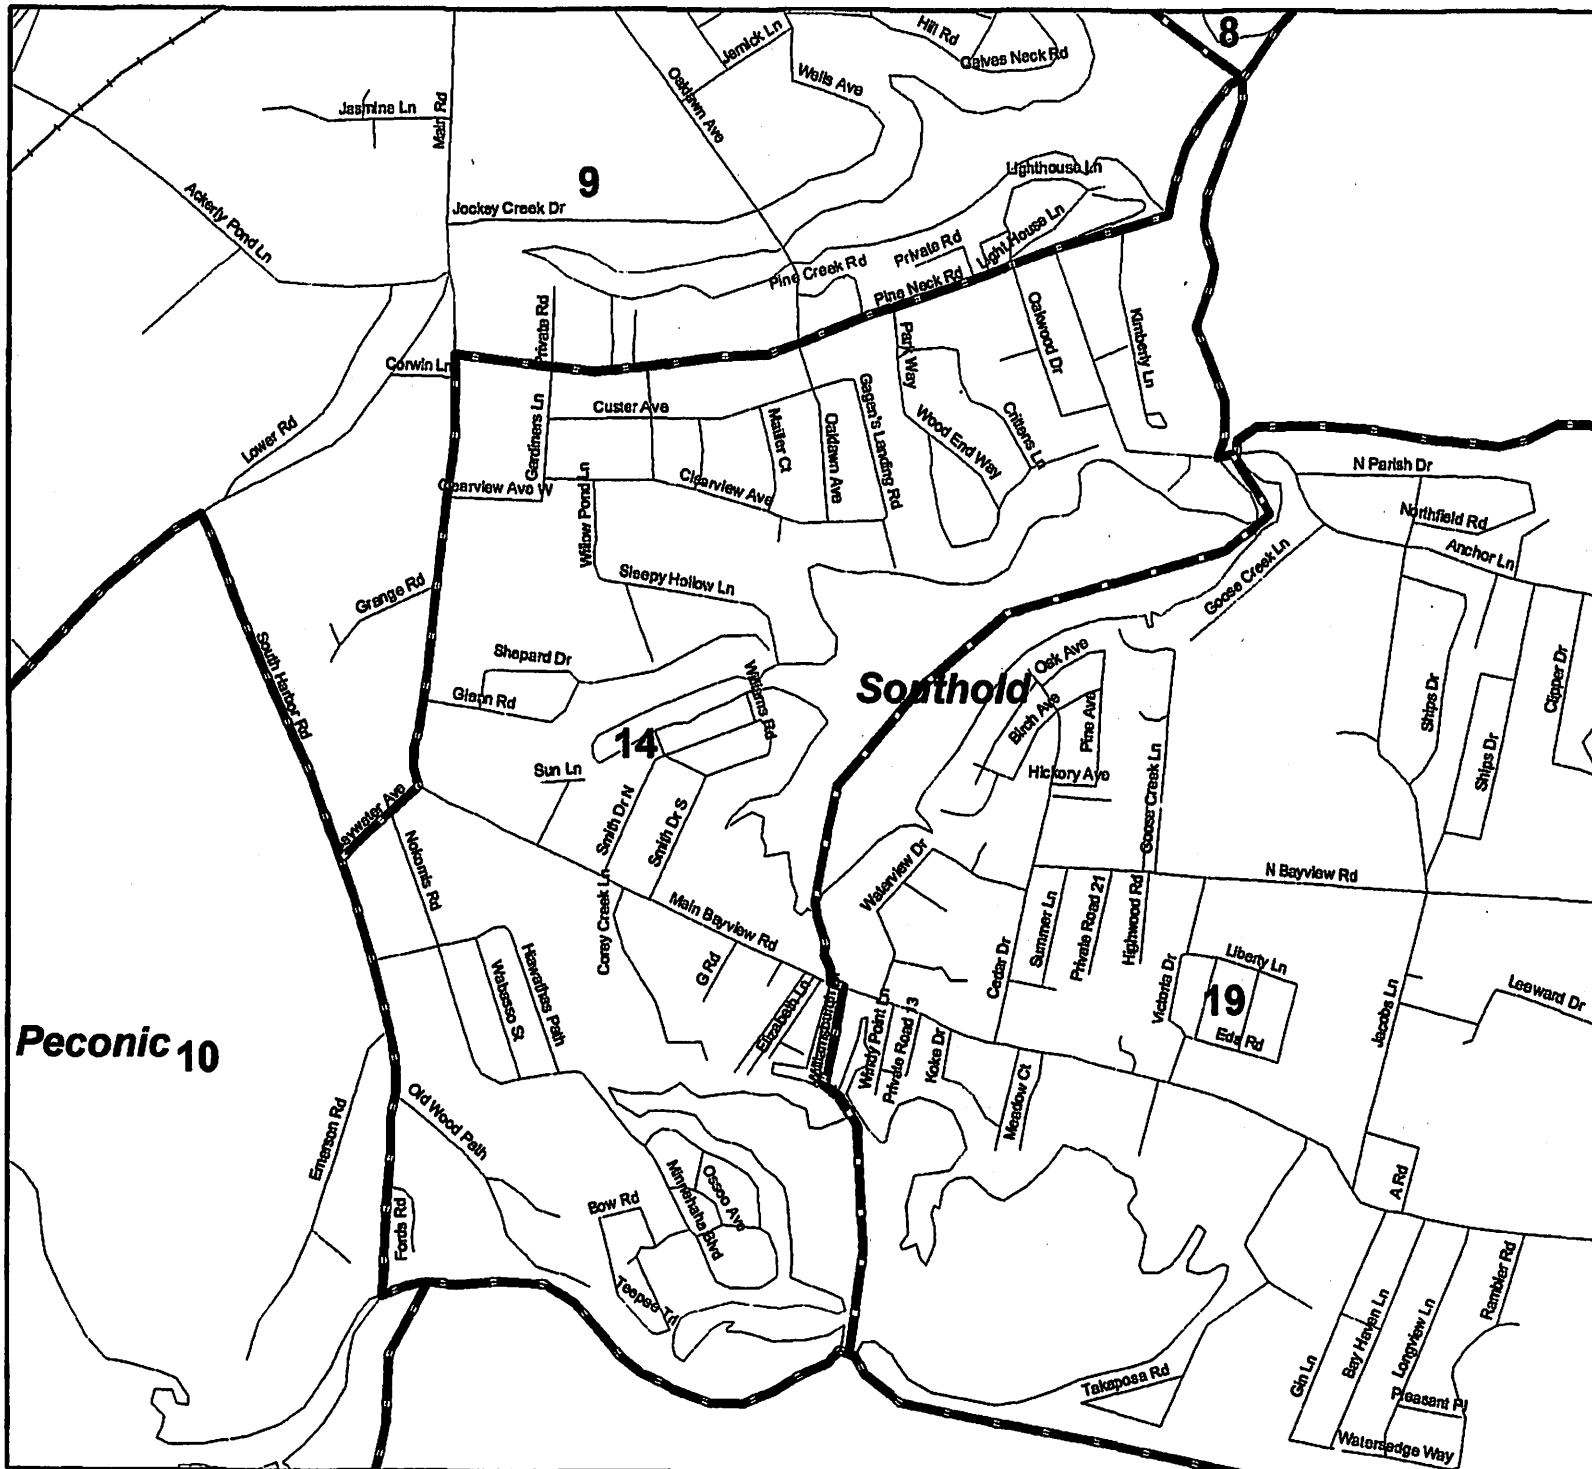 8
Hill Rd
Calves Neck Rd
Jernick Ln
Wells Ave
Oaklawn Ave
Jasmine Ln
Main Rd
9
Lighthouse Ln
Ackerly Pond Ln
Jockey Creek Dr
Light House Ln
Private Rd
Pine Creek Rd
Pine Neck Rd
Private Rd
Oakwood Dr
Kimberly Ln
Park Way
Corwin Ln
Custer Ave
Gardiners Ln
Mailler Ct
Oaklawn Ave
Gagen's Landing Rd
Wood End Way
Crittens Ln
Lower Rd
N Parish Dr
Clearview Ave W
Willow Pond Ln
Clearview Ave
Northfield Rd
Anchor Ln
Goose Creek Ln
Grange Rd
Sleepy Hollow Ln
South Harbor Rd
Shepard Dr
Glenn Rd
Williams Rd
Southold
Oak Ave
Birch Ave
Pine Ave
Ships Dr
Clipper Dr
14
Sun Ln
Hickory Ave
Ships Dr
Goose Creek Ln
aywater Ave
Smith Dr N
Smith Dr S
Nokomis Rd
Waterview Dr
N Bayview Rd
Corey Creek Ln
Main Bayview Rd
Cedar Dr
Summer Ln
Private Road 21
Highwood Rd
G Rd
Hiawathas Path
Wabasso St
Victoria Dr
Liberty Ln
19
Eds Rd
Jacobs Ln
Leeward Dr
Elizabeth Ln
Williamsburg
Windy Point Ln
Private Road 13
Koke Dr
Meadow Ct
Peconic 10
Emerson Rd
Old Wood Path
Fords Rd
Bow Rd
Minnehaha Blvd
Osseo Ave
Teepee Trl
A Rd
Rambler Rd
Gin Ln
Bay Haven Ln
Longview Ln
Takaposa Rd
Pleasant Pl
Watersedge Way